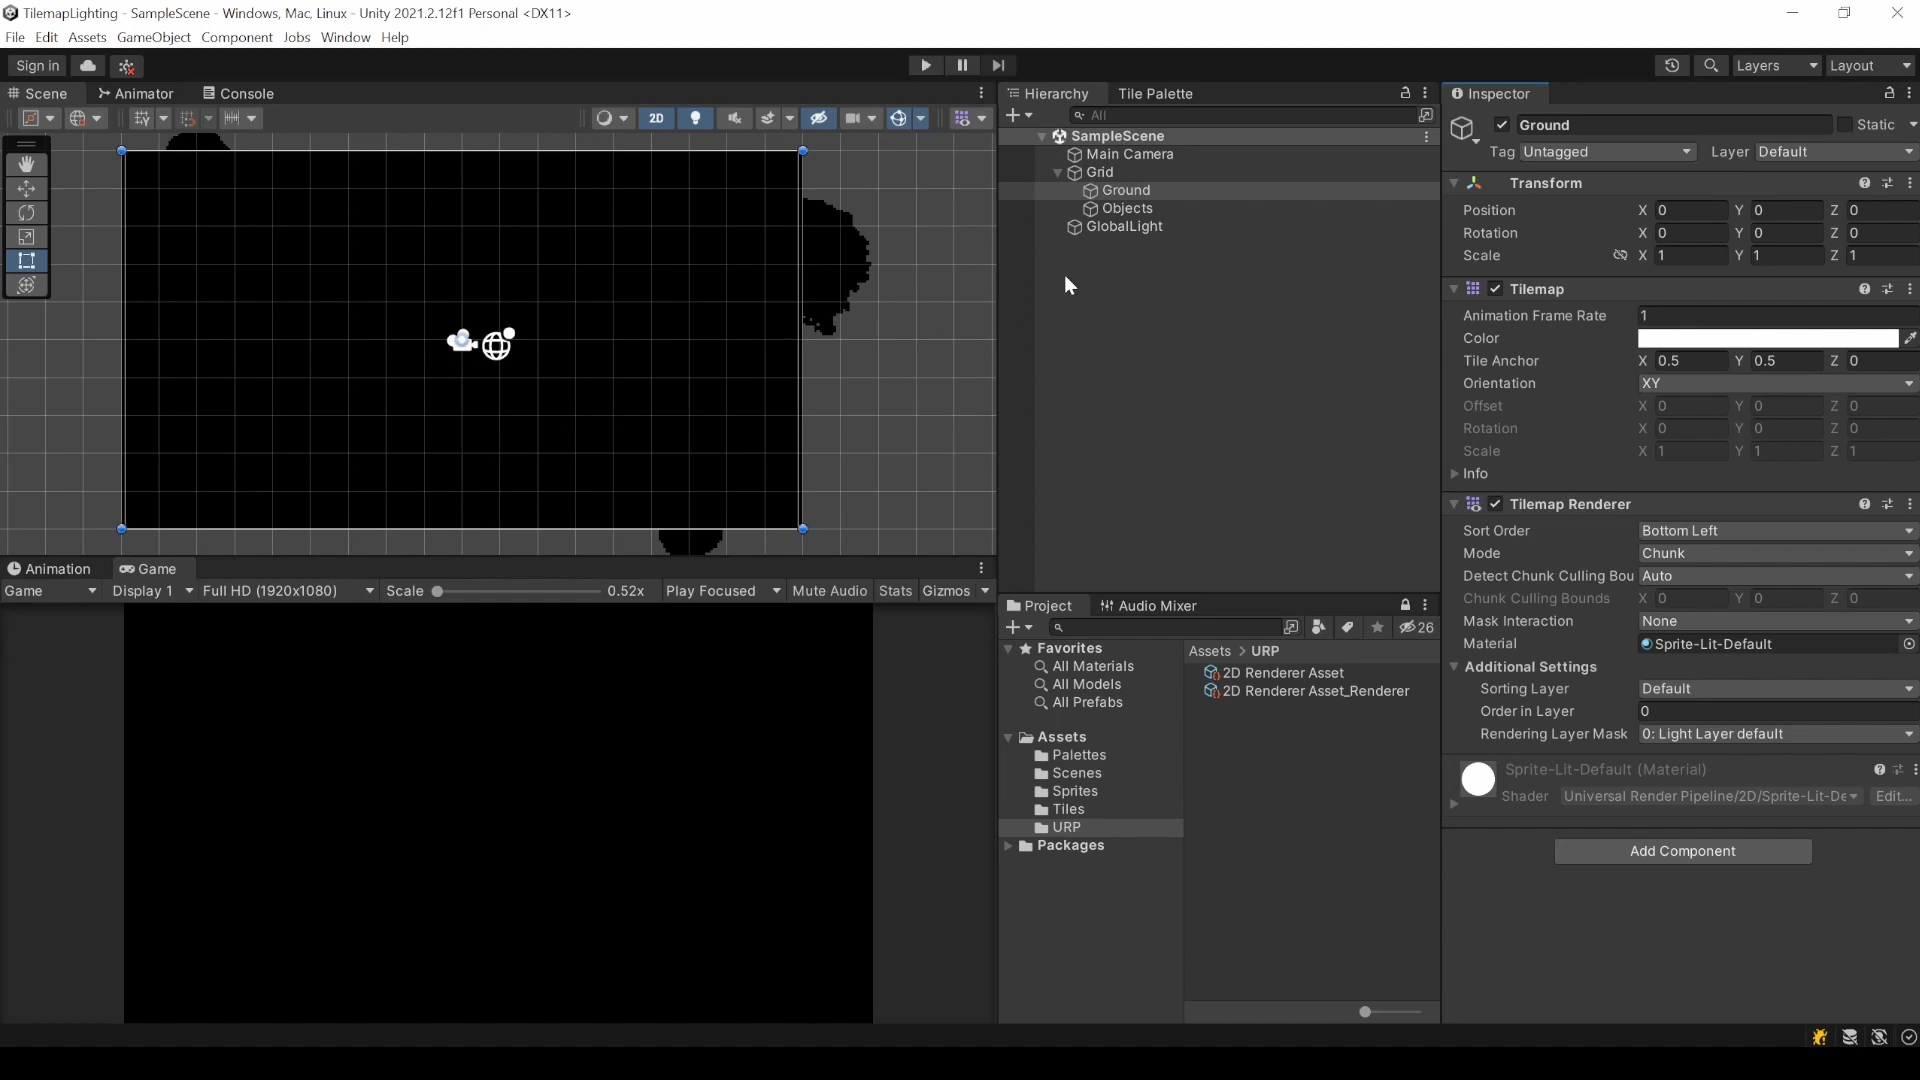 TilemapLighting - SampleScene - Windows, Mac, Linux - Unity 2021.2.12f1 Personal <DX11>
File Edit Assets GameObject Component Jobs Window Help
Sign in
Layers
Layout
Scene Animator Console
2D
Hierarchy Tile Palette
All
SampleScene
Main Camera
Grid
Ground
Objects
GlobalLight
Inspector
Ground
Static
Tag Untagged Layer Default
Transform
Position X 0 Y 0 Z 0
Rotation X 0 Y 0 Z 0
Scale X 1 Y 1 Z 1
Tilemap
Animation Frame Rate 1
Color
Tile Anchor X 0.5 Y 0.5 Z 0
Orientation XY
Offset X 0 Y 0 Z 0
Rotation X 0 Y 0 Z 0
Scale X 1 Y 1 Z 1
Info
Tilemap Renderer
Sort Order Bottom Left
Mode Chunk
Detect Chunk Culling Bou Auto
Chunk Culling Bounds X 0 Y 0 Z 0
Mask Interaction None
Material Sprite-Lit-Default
Additional Settings
Sorting Layer Default
Order in Layer 0
Rendering Layer Mask 0: Light Layer default
Sprite-Lit-Default (Material)
Shader Universal Render Pipeline/2D/Sprite-Lit-De Edit...
Add Component
Animation Game
Game Display 1 Full HD (1920x1080) Scale 0.52x Play Focused Mute Audio Stats Gizmos
Project Audio Mixer
26
Favorites
All Materials
All Models
All Prefabs
Assets
Palettes
Scenes
Sprites
Tiles
URP
Packages
Assets > URP
2D Renderer Asset
2D Renderer Asset_Renderer